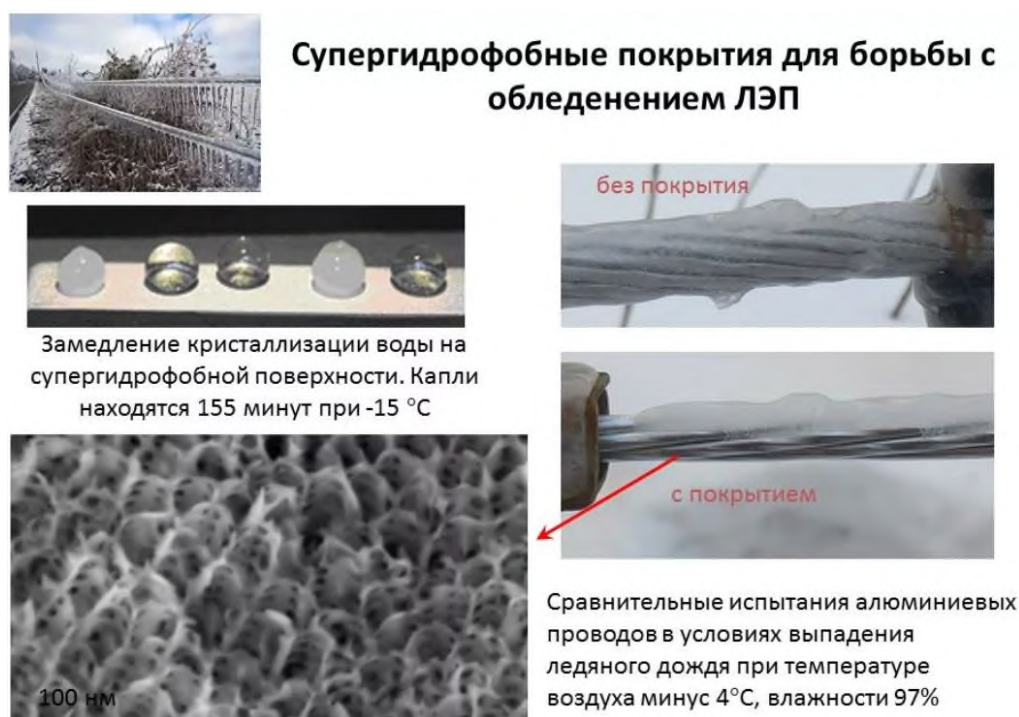 Супергидрофобные покрытия для борьбы с
обледенением ЛЭП
без покрытия
Замедление кристаллизации воды на
супергидрофобной поверхности. Капли
находятся 155 минут при -15 °C
с покрытием
100 нм
Сравнительные испытания алюминиевых
проводов в условиях выпадения
ледяного дождя при температуре
воздуха минус 4°C, влажности 97%